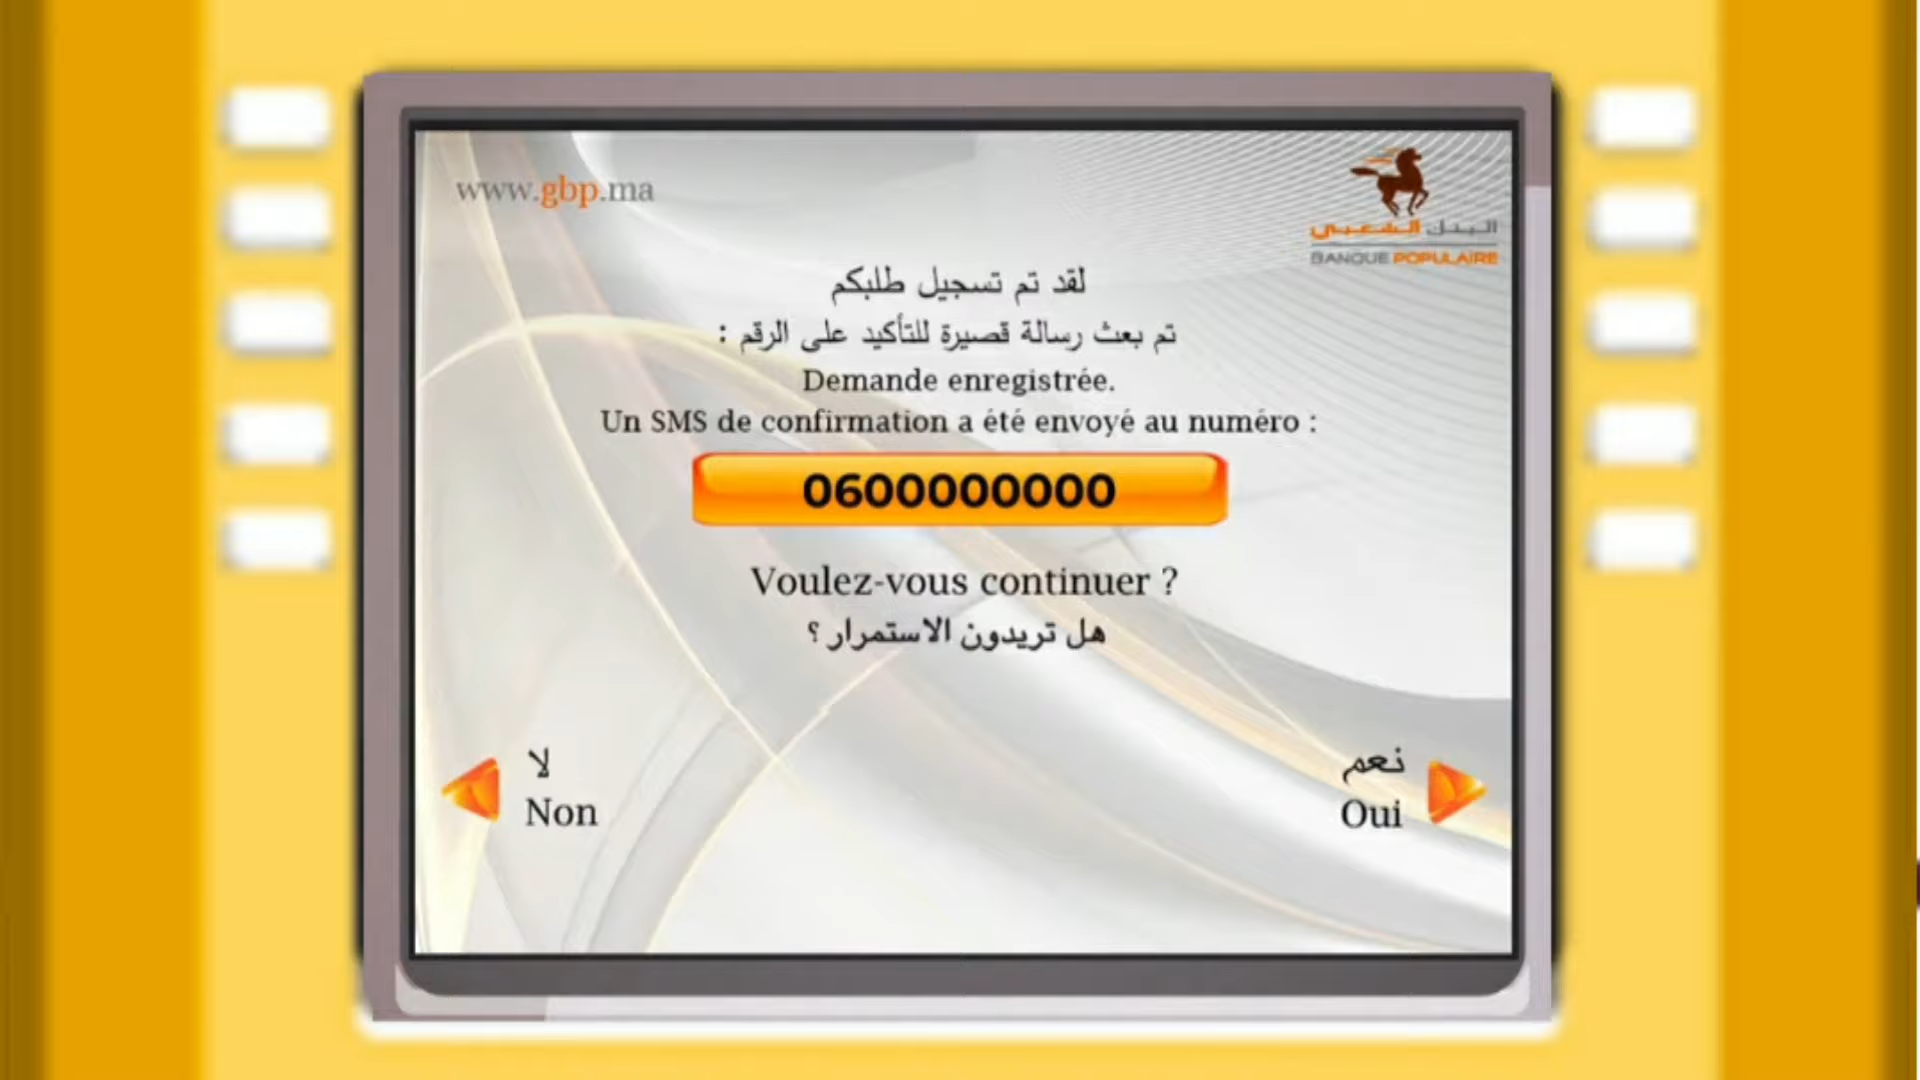 www.gbp.ma
البنك الشعبي
BANQUE POPULAIRE
لقد تم تسجيل طلبكم
تم بعث رسالة قصيرة للتأكيد على الرقم :
Demande enregistrée.
Un SMS de confirmation a été envoyé au numéro :
0600000000
Voulez-vous continuer ?
هل تريدون الاستمرار ؟
لا
Non
نعم
Oui